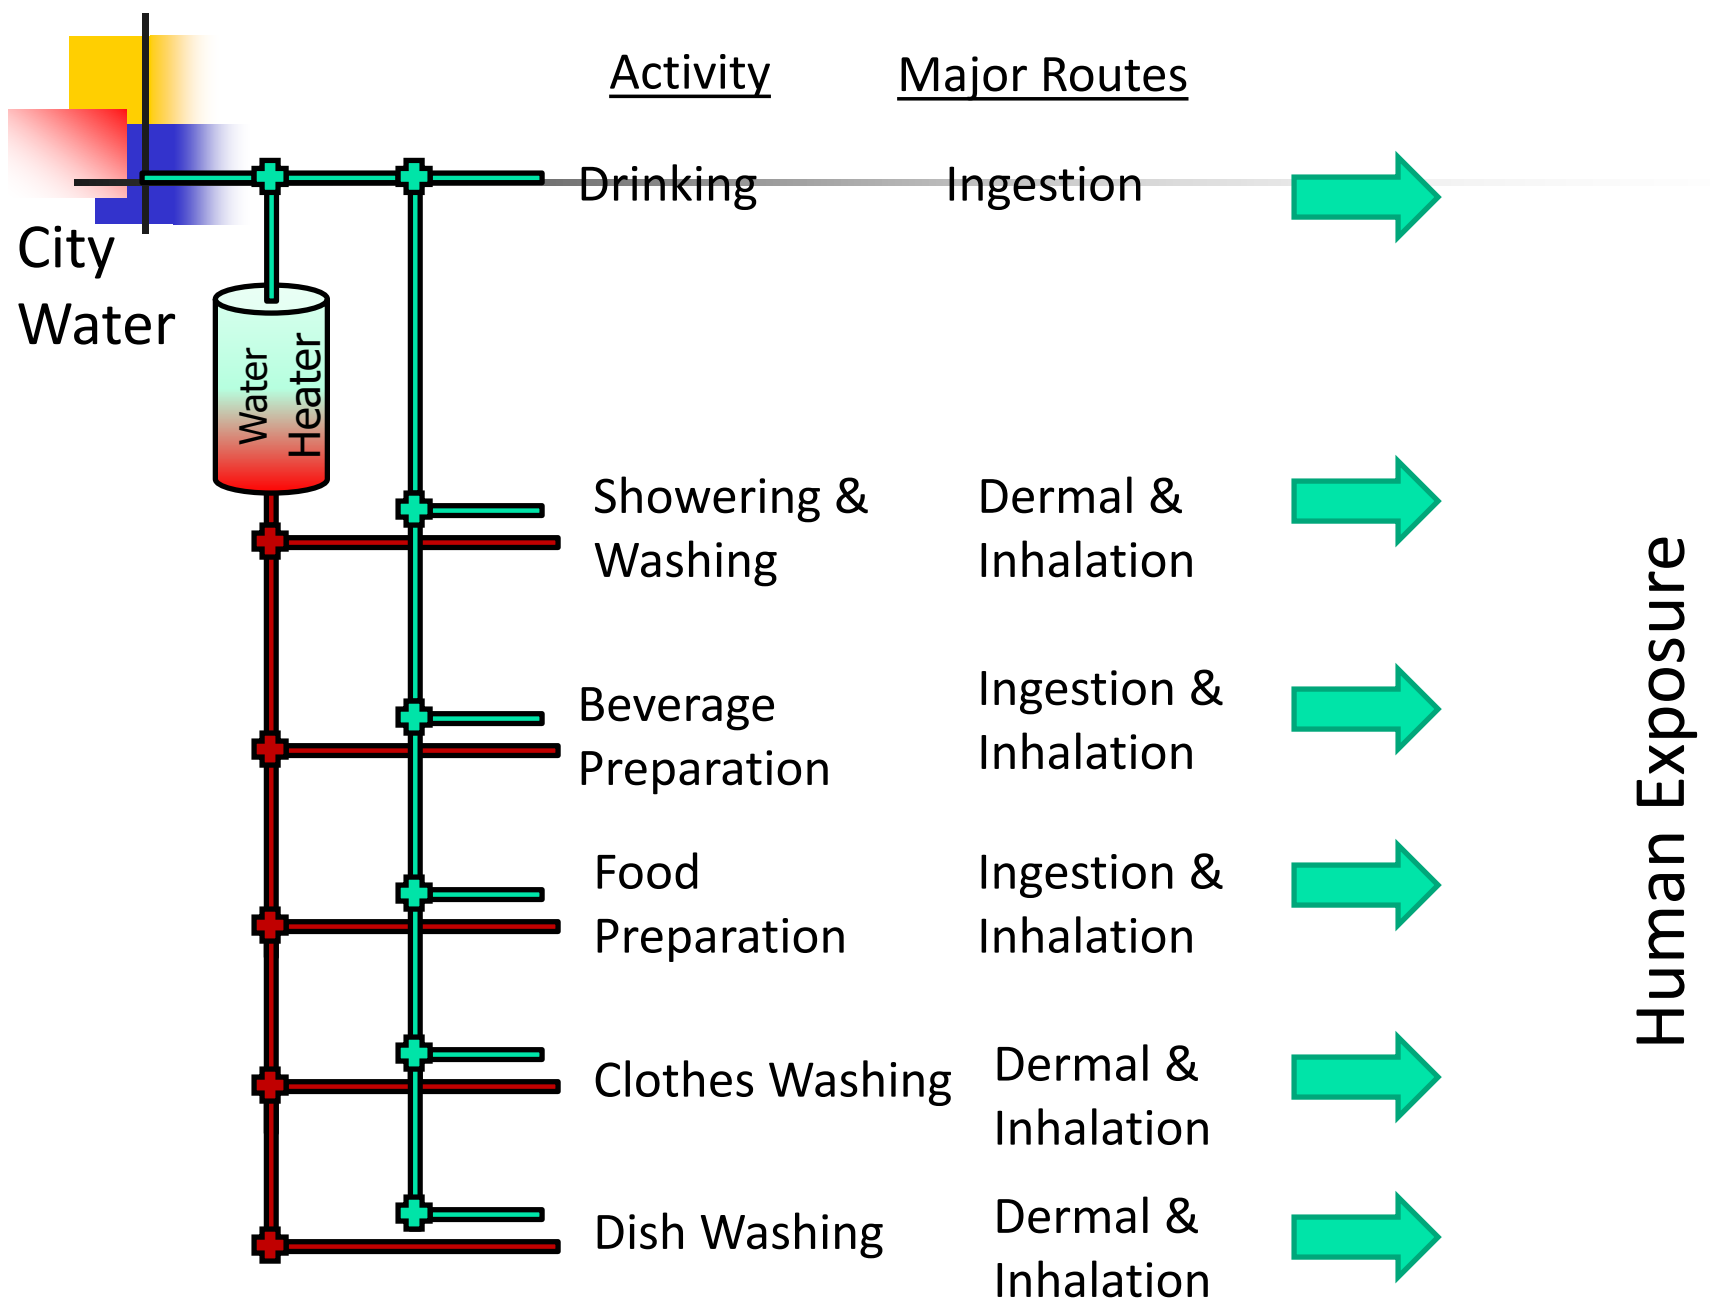 Activity
Major Routes
City
Water
Water
Heater
Drinking
Ingestion
Showering &
Washing
Dermal &
Inhalation
Beverage
Preparation
Ingestion &
Inhalation
Food
Preparation
Ingestion &
Inhalation
Clothes Washing
Dermal &
Inhalation
Dish Washing
Dermal &
Inhalation
Human Exposure